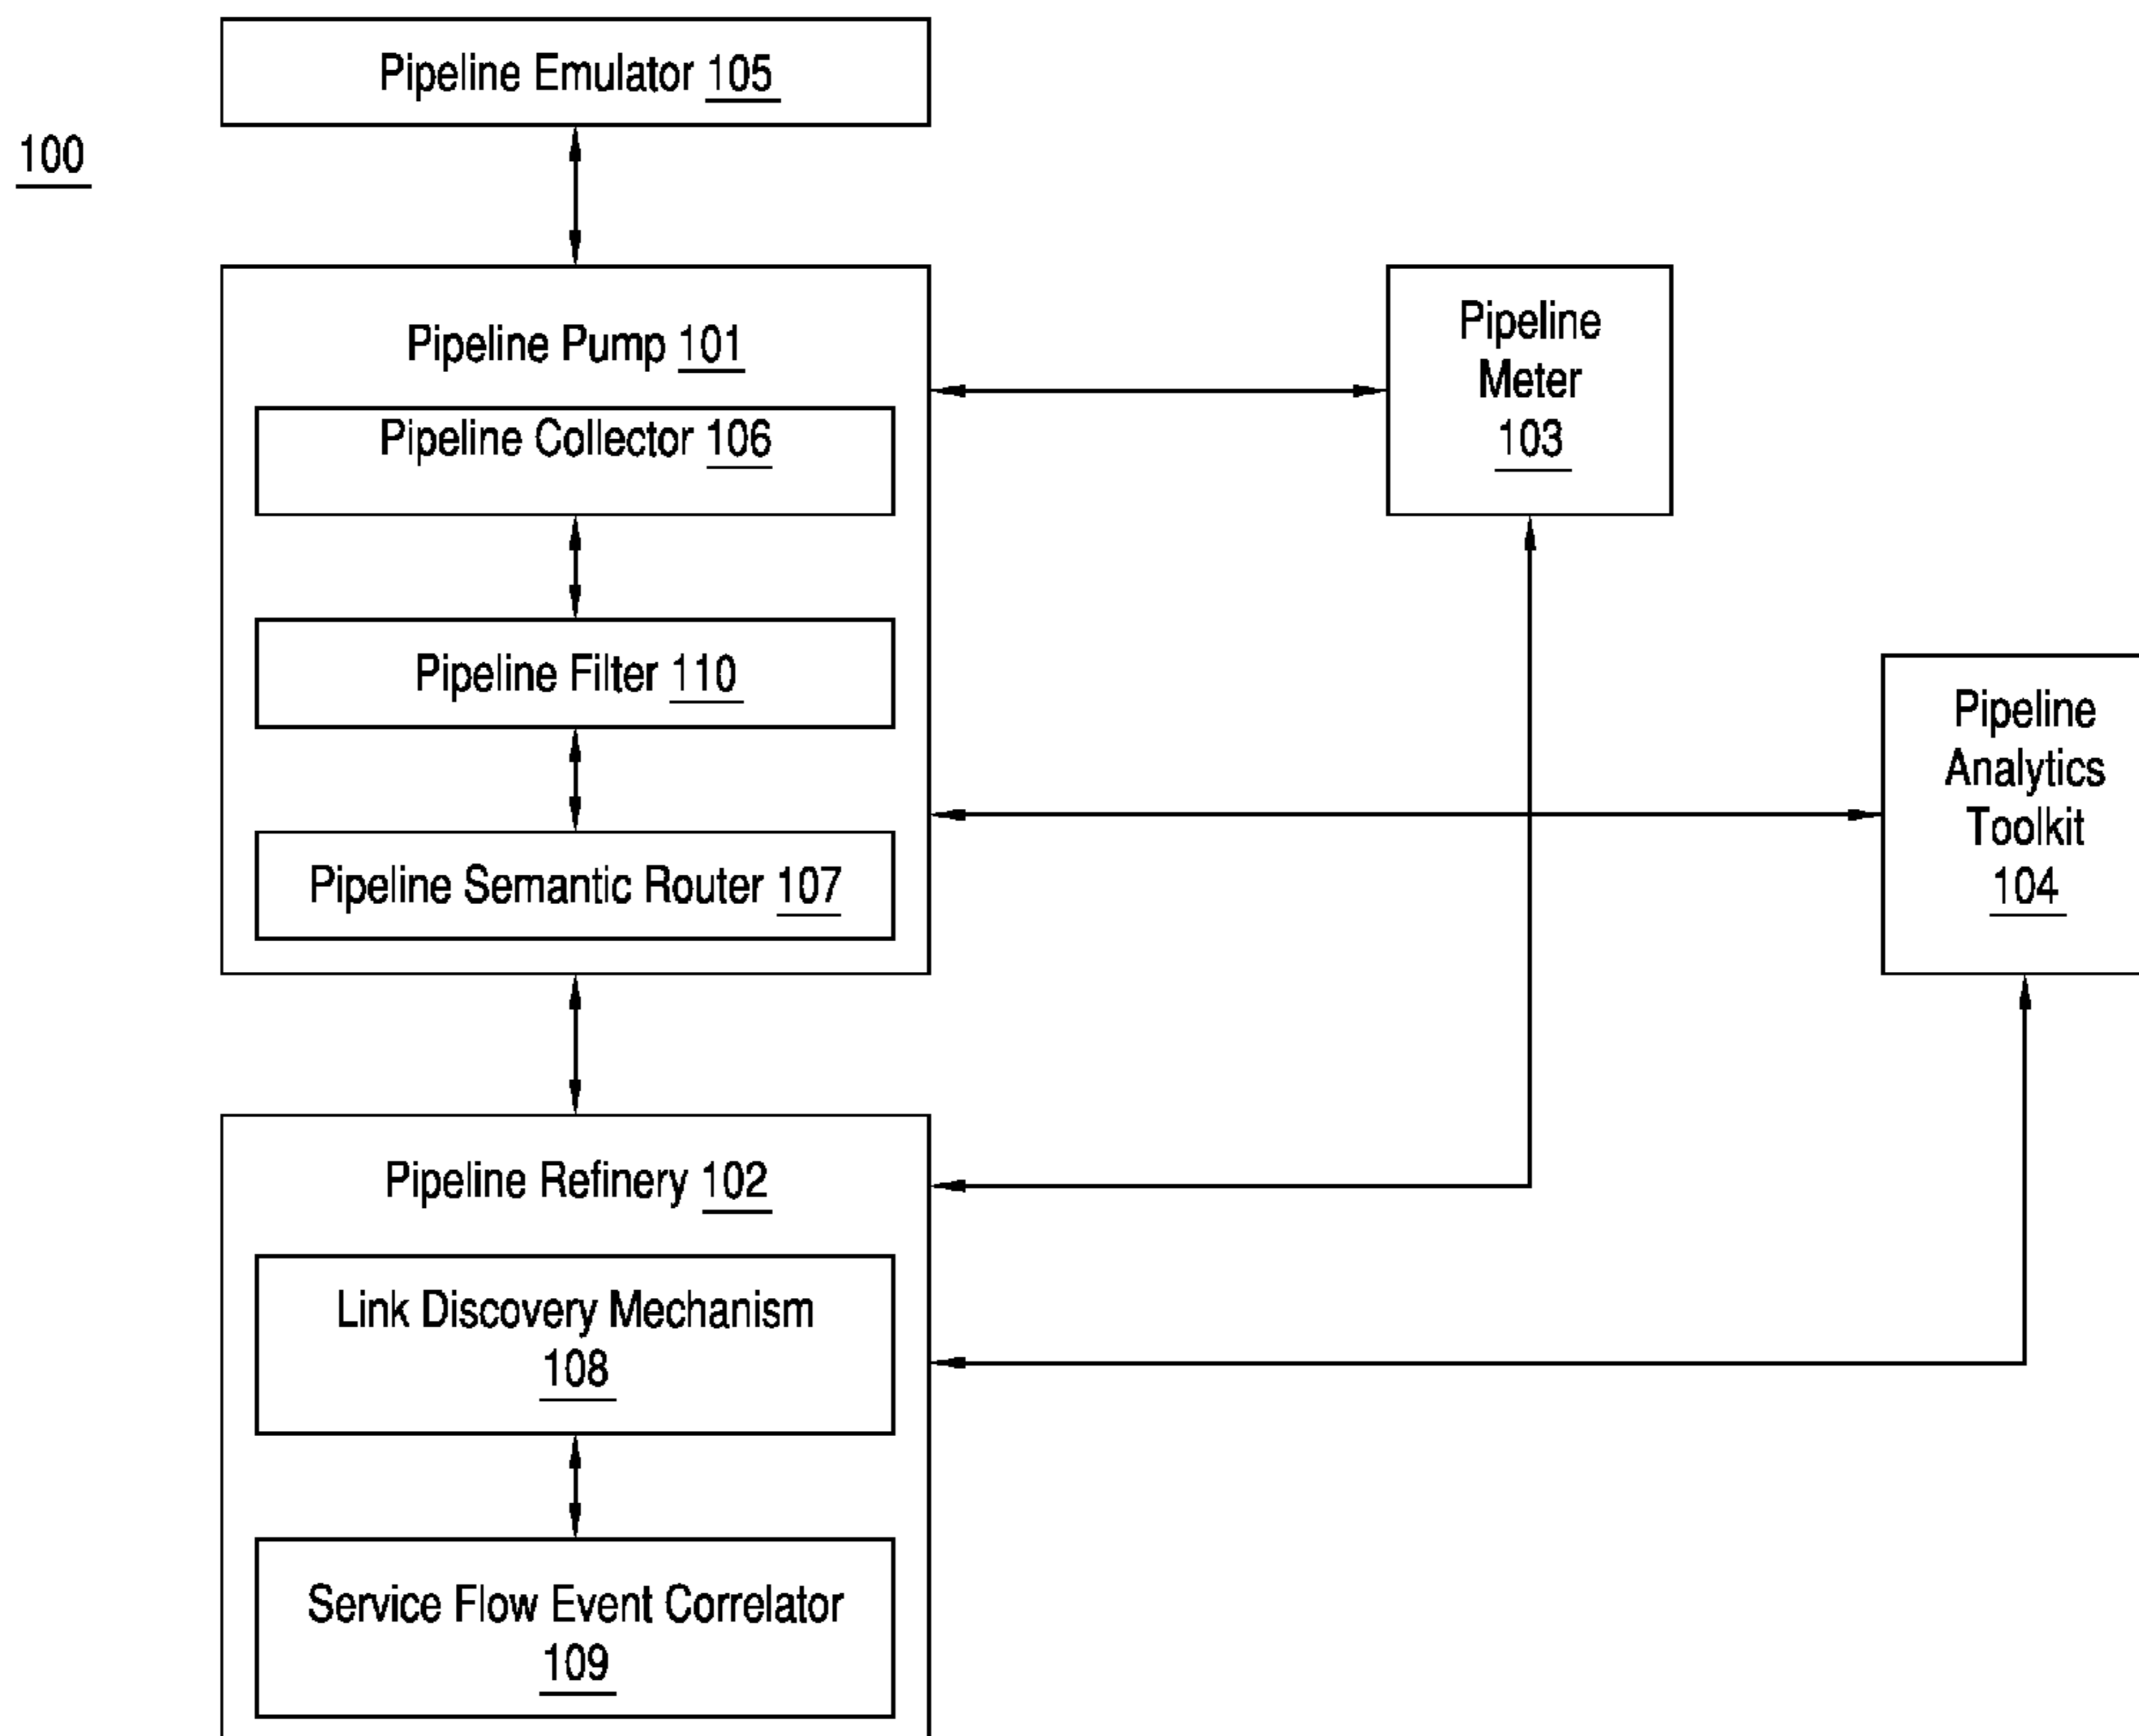 Pipeline Emulator 105
100
Pipeline Pump 101
Pipeline Collector 106
Pipeline Filter 110
Pipeline Semantic Router 107
Pipeline
Meter
103
Pipeline
Analytics
Toolkit
104
Pipeline Refinery 102
Link Discovery Mechanism
108
Service Flow Event Correlator
109